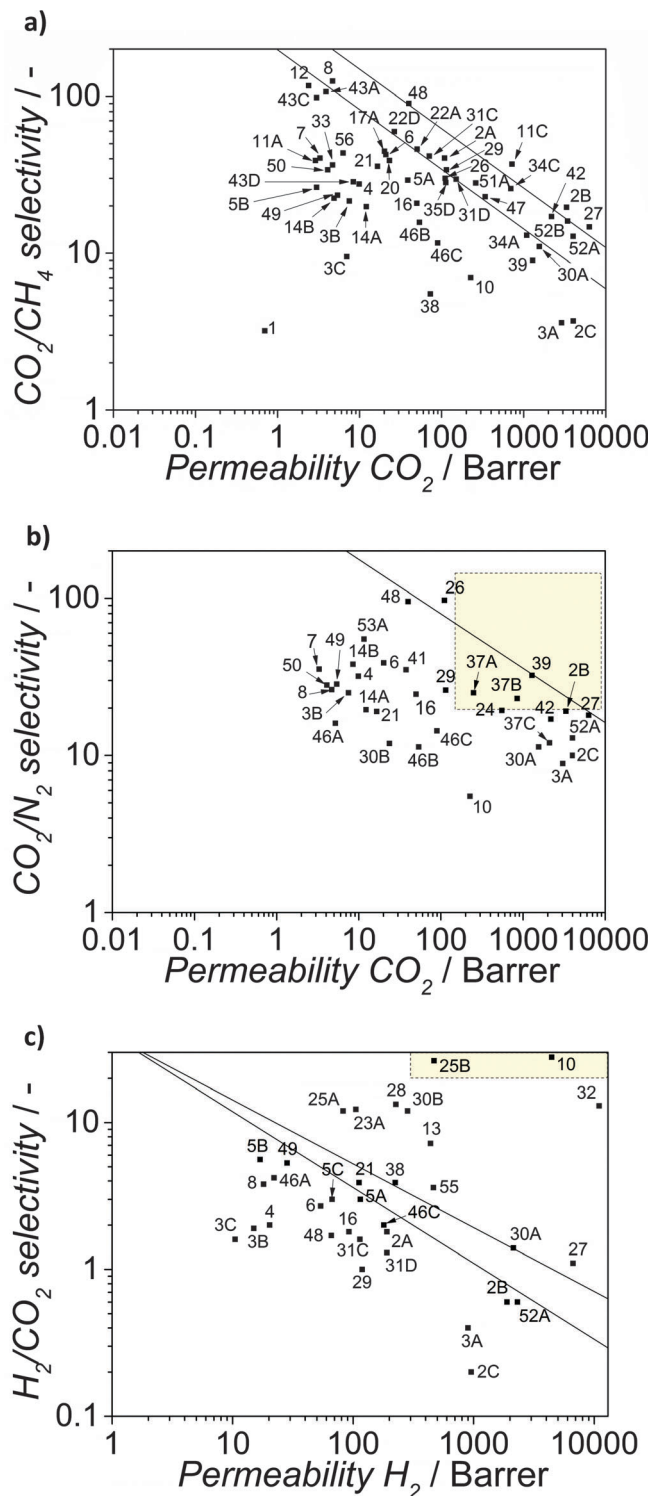 a)
CO2/CH4 selectivity / -
100
10
1
12
8
43A
43C
48
22D
22A
31C
17A
6
2A
11C
33
7
56
29
34C
11A
21
26
42
50
20
5A
51A
2B
43D
4
16
35D
31D
47
52B
27
5B
49
46B
34A
52A
14B
3B
14A
46C
39
30A
3C
10
38
1
3A
2C
0.01 0.1 1 10 100 1000 10000
Permeability CO2 / Barrer
b)
CO2/N2 selectivity / -
100
10
1
48
26
53A
7
49
14B
6
41
39
50
4
37A
2B
8
29
37B
3B
14A
21
16
24
42
27
46A
46C
37C
52A
30B
46B
30A
2C
3A
10
0.01 0.1 1 10 100 1000 10000
Permeability CO2 / Barrer
c)
H2/CO2 selectivity / -
10
1
0.1
25B
10
25A
28
30B
32
23A
13
5B
49
5C
21
38
8
46A
55
6
5A
46C
3C
4
16
30A
3B
48
31C
2A
27
31D
29
2B
52A
3A
2C
1 10 100 1000 10000
Permeability H2 / Barrer